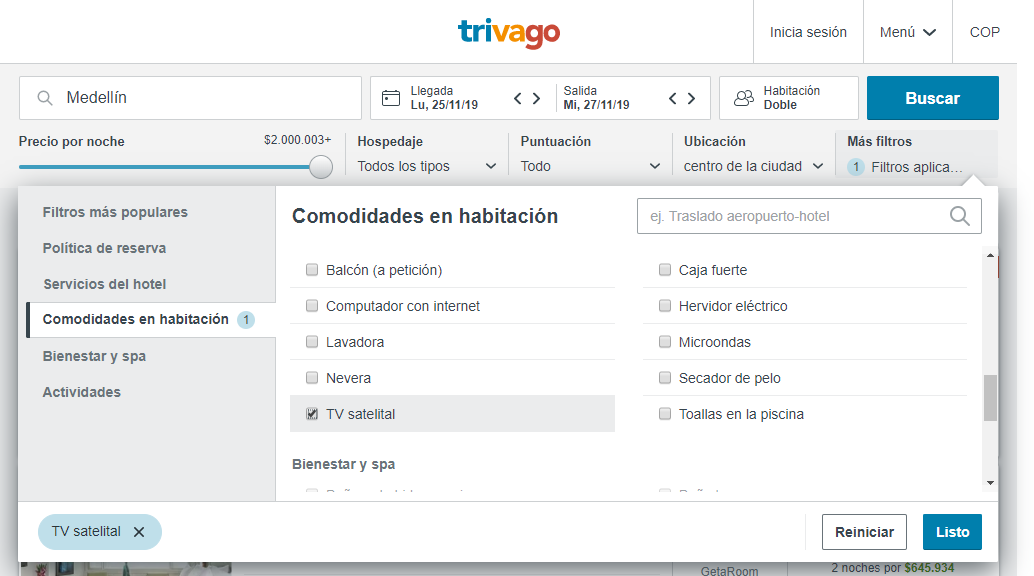 trivago
Inicia sesión
Menú
COP
Medellín
Llegada
Lu, 25/11/19
Salida
Mi, 27/11/19
Habitación
Doble
Buscar
Precio por noche
$2.000.003+
Hospedaje
Todos los tipos
Puntuación
Todo
Ubicación
centro de la ciudad
Más filtros
1 Filtros aplica...
Filtros más populares
Política de reserva
Servicios del hotel
Comodidades en habitación 1
Bienestar y spa
Actividades
Comodidades en habitación
ej. Traslado aeropuerto-hotel
Balcón (a petición)
Caja fuerte
Computador con internet
Hervidor eléctrico
Lavadora
Microondas
Nevera
Secador de pelo
TV satelital
Toallas en la piscina
Bienestar y spa
TV satelital
Reiniciar
Listo
GetaRoom
2 noches por $645.934